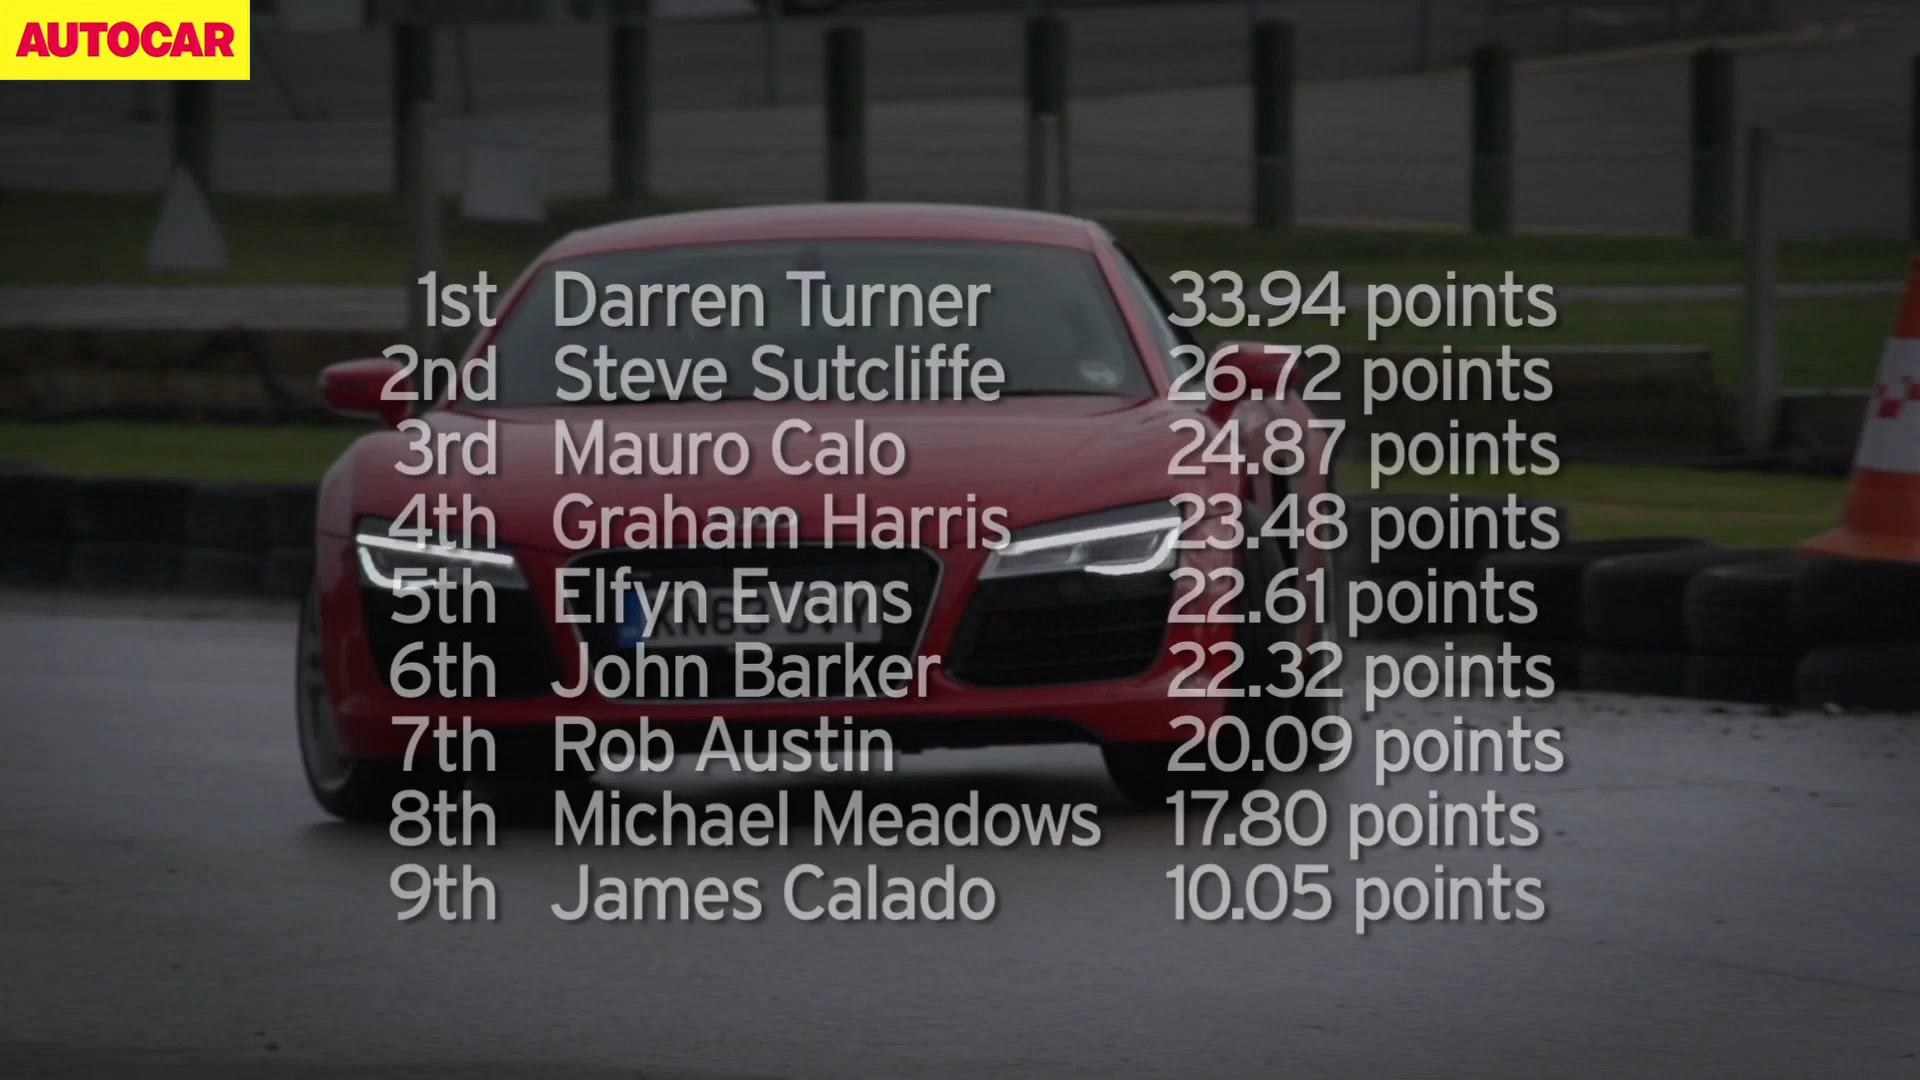 AUTOCAR
1st Darren Turner 33.94 points
2nd Steve Sutcliffe 26.72 points
3rd Mauro Calo 24.87 points
4th Graham Harris 23.48 points
5th Elfyn Evans 22.61 points
6th John Barker 22.32 points
7th Rob Austin 20.09 points
8th Michael Meadows 17.80 points
9th James Calado 10.05 points